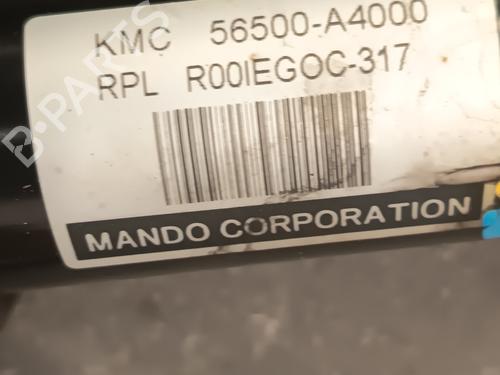 KMC 56500-A4000
RPL R00IEGOC-317
B-PARTS
MANDO CORPORATION